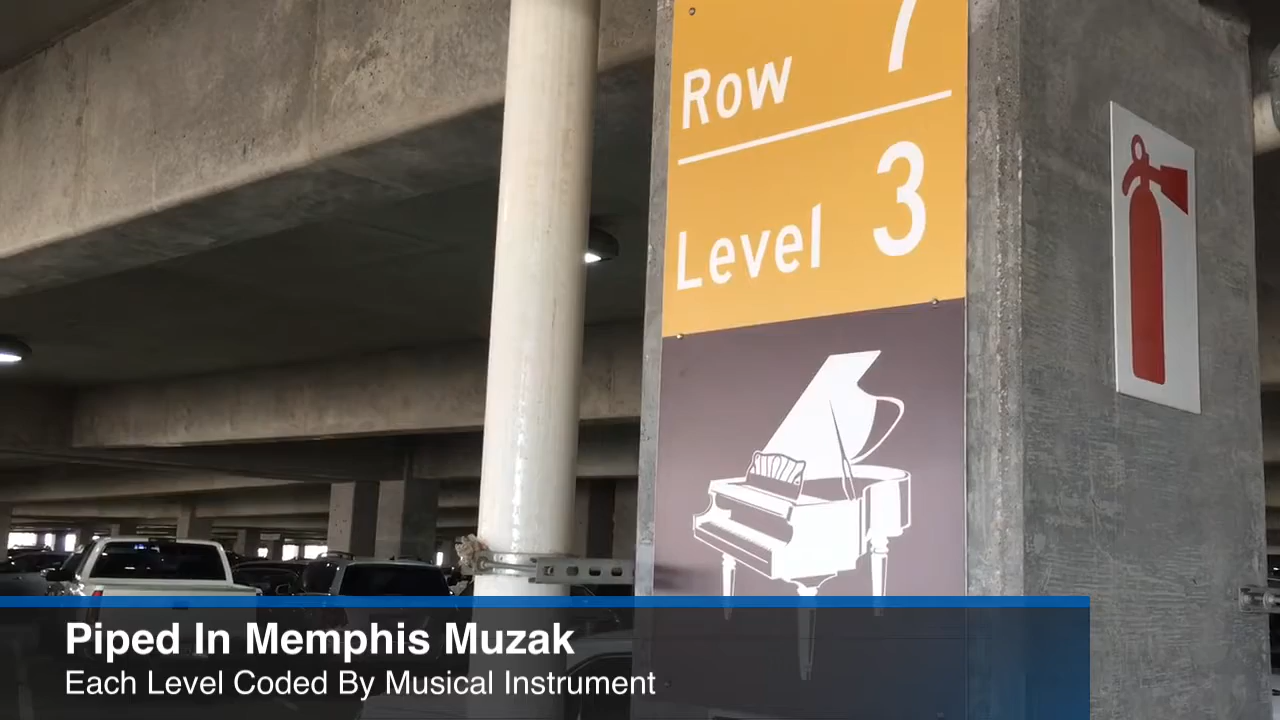 Row 7
Level 3
Piped In Memphis Muzak
Each Level Coded By Musical Instrument